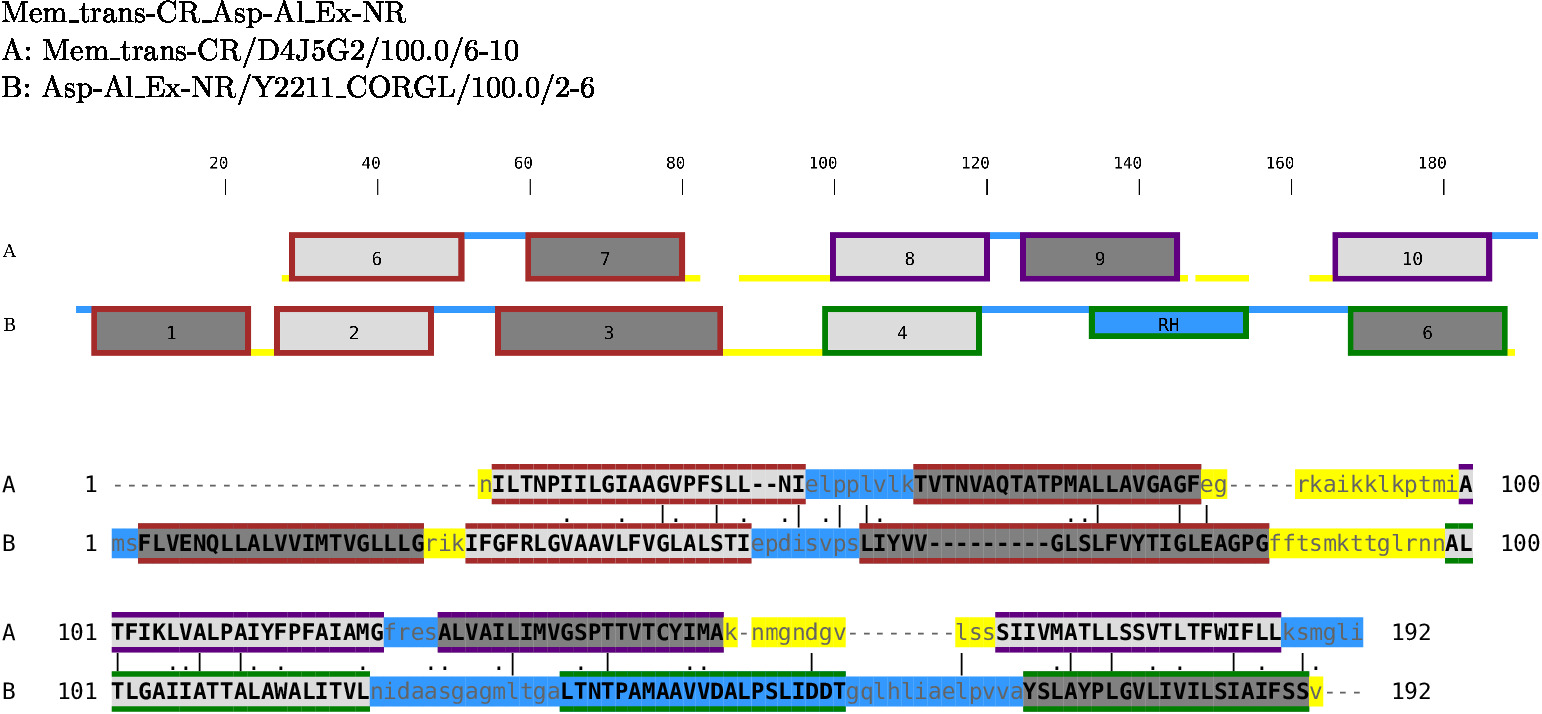 Mem_trans-CR_Asp-Al_Ex-NR
A: Mem_trans-CR/D4J5G2/100.0/6-10
B: Asp-Al_Ex-NR/Y2211_CORGL/100.0/2-6
20 40 60 80 100 120 140 160 180
A 6 7 8 9 10
B 1 2 3 4 RH 6
A 1 ---------------------------nILTNPIILGIAAGVPFSLL--NIelpplvlkTVTNVAQTATPMALLAVGAGFeg-----rkaikklkptmiA 100
B 1 msFLVENQLLALVVIMTVGLLLGrikIFGFRLGVAAVLFVGLALSTIepdisvpsLIYVV---------GLSLFVYTIGLEAGPGfftsmkttglrnnAL 100
A 101 TFIKLVALPAIYFPFAIAMGfresALVAILIMVGSPTTVTCYIMAk-nmgndgv--------lssSIIVMATLLSSVTLTFWIFLLksmgli 192
B 101 TLGAIIATTALAWALITVLnidaasgagmltgaLTNTPAMAAVVDALPSLIDDTgqlhliaelpvvaYSLAYPLGVLIVILSIAIFSSv--- 192